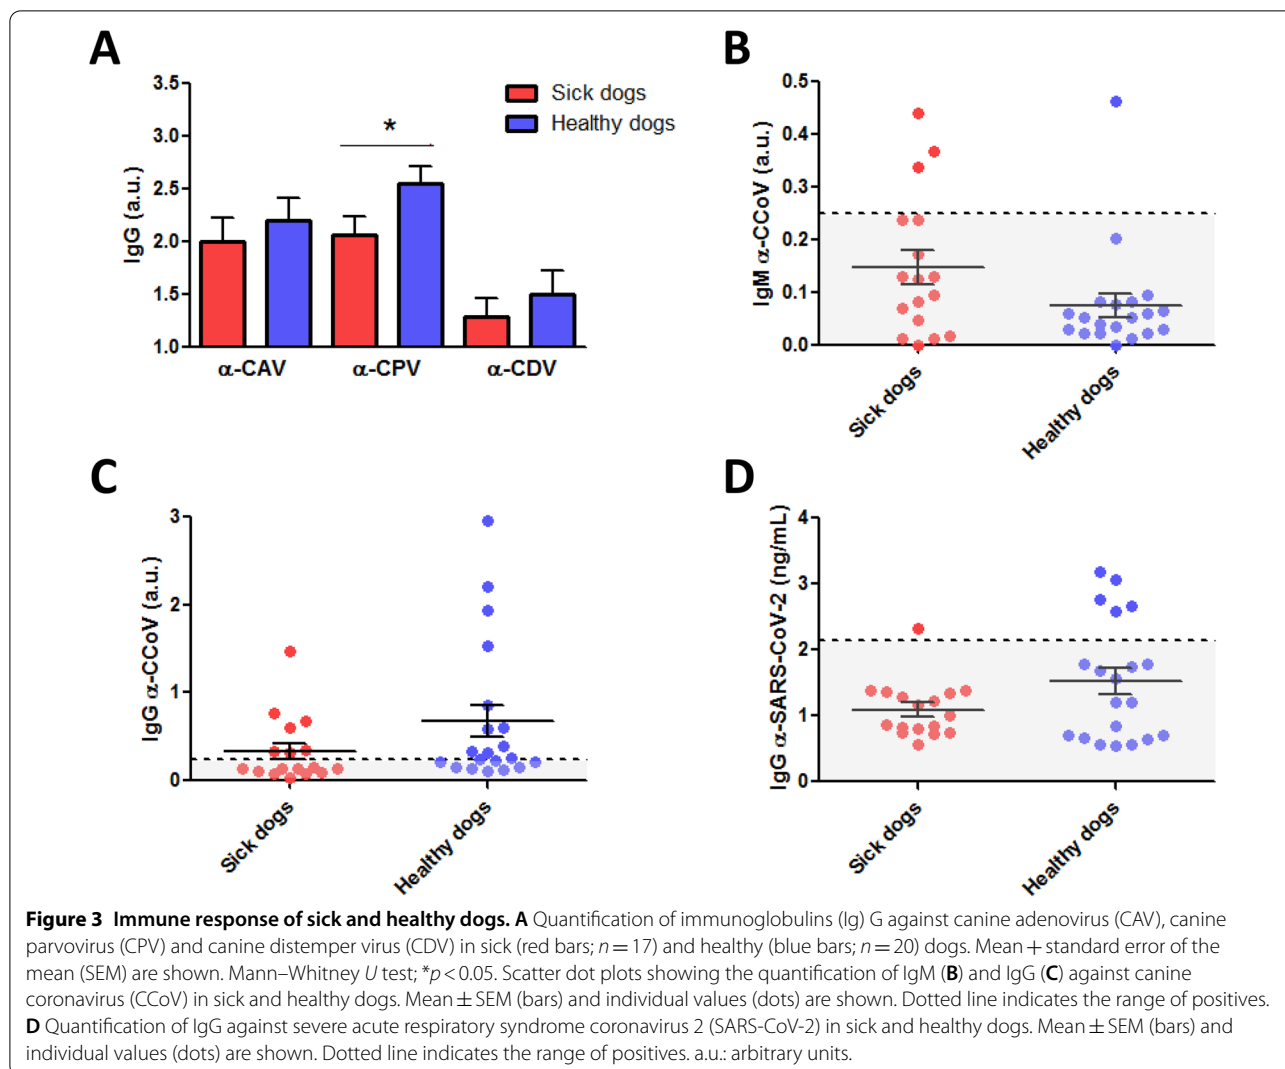 A
3.5
3.0
2.5
2.0
1.5
1.0
IgG (a.u.)
*
Sick dogs
Healthy dogs
α-CAV
α-CPV
α-CDV
B
0.5
0.4
0.3
0.2
0.1
0.0
IgM α-CCoV (a.u.)
Sick dogs
Healthy dogs
C
3
2
1
0
IgG α-CCoV (a.u.)
Sick dogs
Healthy dogs
D
4
3
2
1
0
IgG α-SARS-CoV-2 (ng/mL)
Sick dogs
Healthy dogs
Figure 3 Immune response of sick and healthy dogs. A Quantification of immunoglobulins (Ig) G against canine adenovirus (CAV), canine
parvovirus (CPV) and canine distemper virus (CDV) in sick (red bars; n = 17) and healthy (blue bars; n = 20) dogs. Mean + standard error of the
mean (SEM) are shown. Mann–Whitney U test; *p < 0.05. Scatter dot plots showing the quantification of IgM (B) and IgG (C) against canine
coronavirus (CCoV) in sick and healthy dogs. Mean ± SEM (bars) and individual values (dots) are shown. Dotted line indicates the range of positives.
D Quantification of IgG against severe acute respiratory syndrome coronavirus 2 (SARS-CoV-2) in sick and healthy dogs. Mean ± SEM (bars) and
individual values (dots) are shown. Dotted line indicates the range of positives. a.u.: arbitrary units.